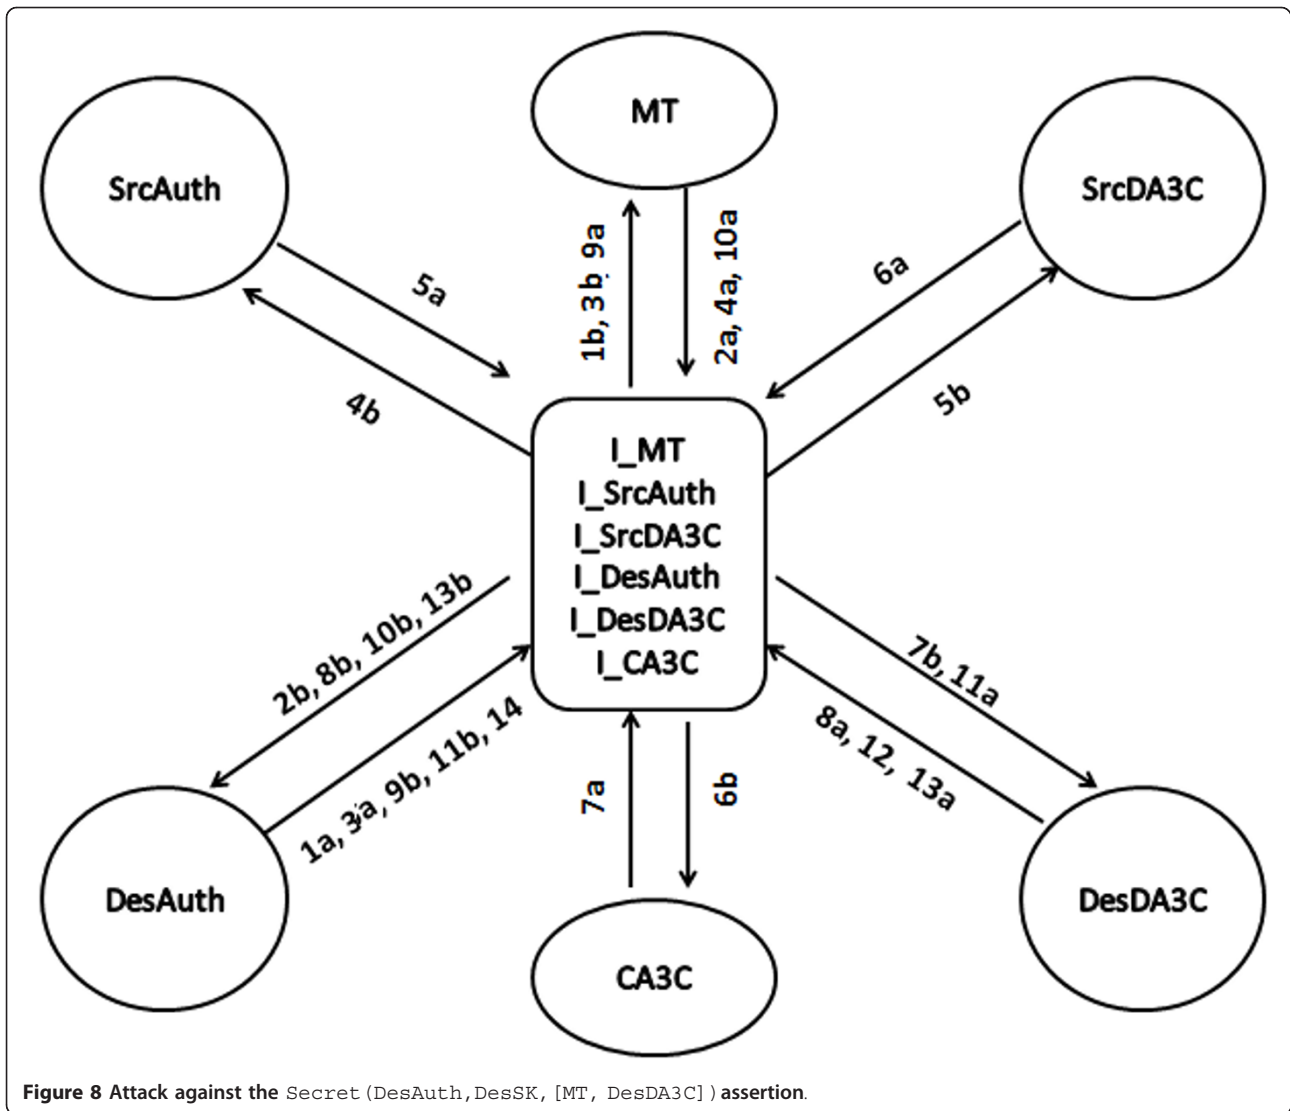 MT
SrcAuth
SrcDA3C
1b, 3b, 9a
2a, 4a, 10a
5a
6a
4b
5b
I_MT
I_SrcAuth
I_SrcDA3C
I_DesAuth
I_DesDA3C
I_CA3C
2b, 8b, 10b, 13b
7b, 11a
1a, 3a, 9b, 11b, 14
8a, 12, 13a
7a
6b
DesAuth
DesDA3C
CA3C
Figure 8 Attack against the Secret(DesAuth,DesSK,[MT, DesDA3C]) assertion.